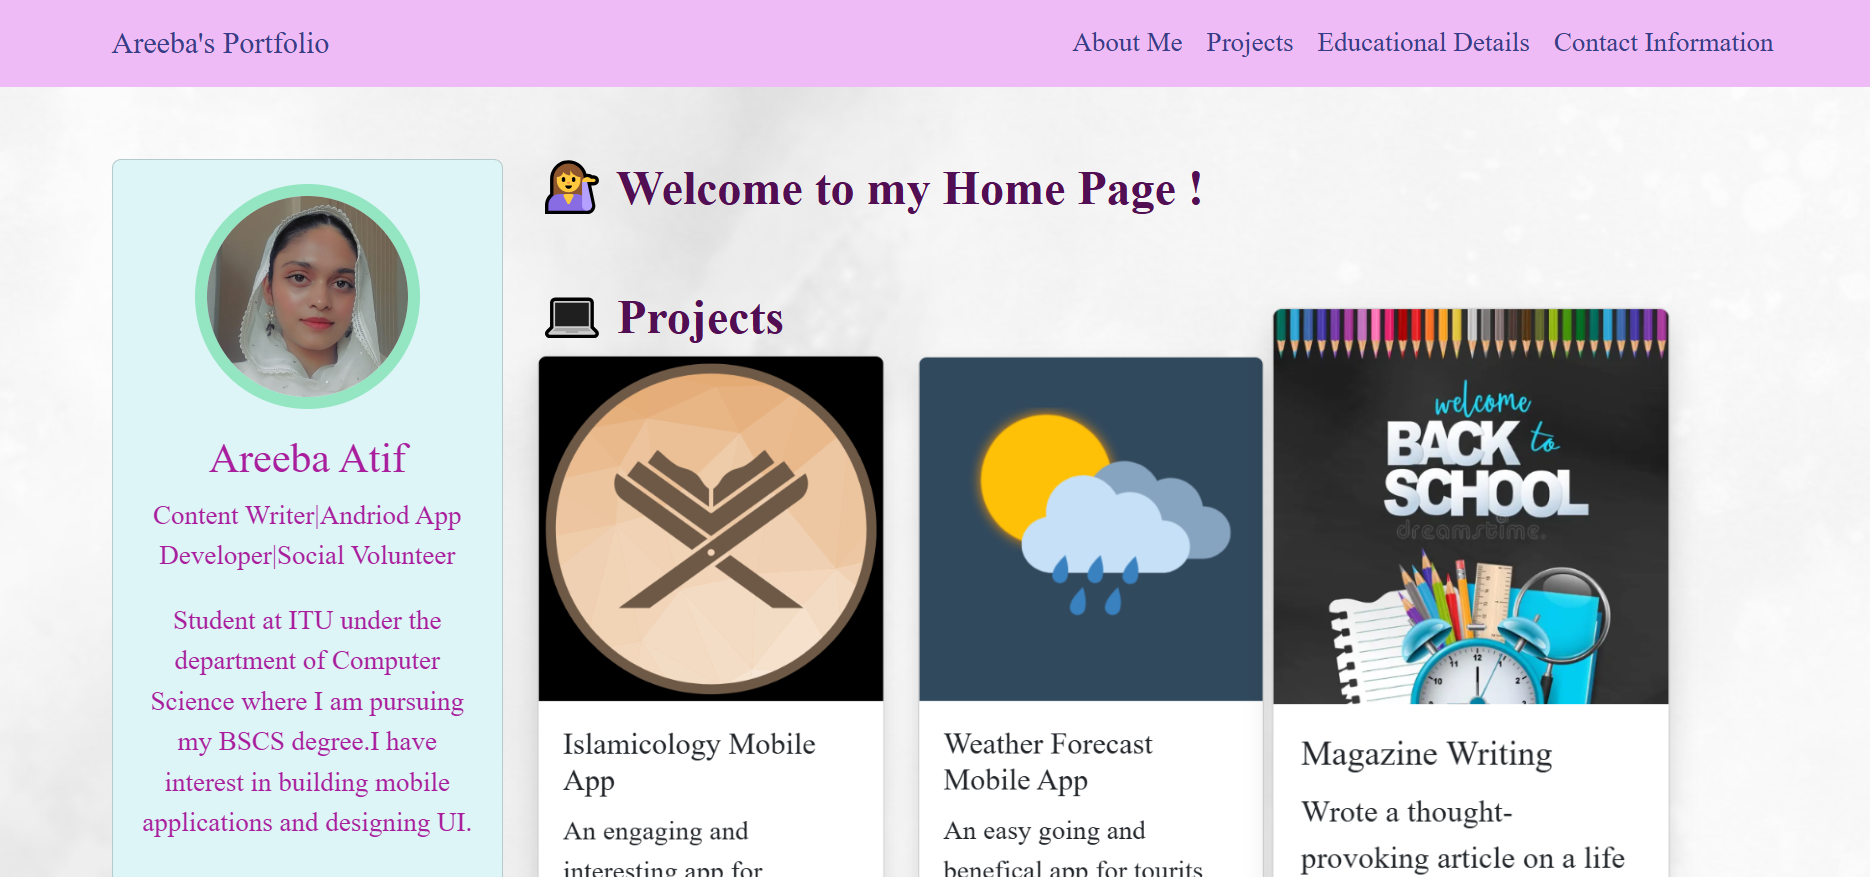 Areeba's Portfolio
About Me
Projects
Educational Details
Contact Information
Areeba Atif
Content Writer|Andriod App
Developer|Social Volunteer
Student at ITU under the
department of Computer
Science where I am pursuing
my BSCS degree.I have
interest in building mobile
applications and designing UI.
Welcome to my Home Page !
Projects
Islamicology Mobile
App
An engaging and
interesting app for
Weather Forecast
Mobile App
An easy going and
benefical app for tourits
welcome
BACK to
SCHOOL
dreamstime.
11 12 1
2
Magazine Writing
Wrote a thought-
provoking article on a life